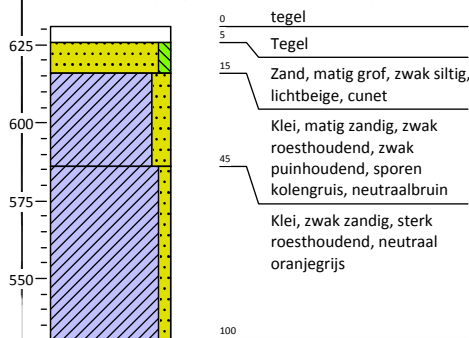 0 tegel
625
5 Tegel
15 Zand, matig grof, zwak siltig,
lichtbeige, cunet
600
Klei, matig zandig, zwak
roesthoudend, zwak
puinhoudend, sporen
kolengruis, neutraalbruin
45
575
Klei, zwak zandig, sterk
roesthoudend, neutraal
oranjegrijs
550
100